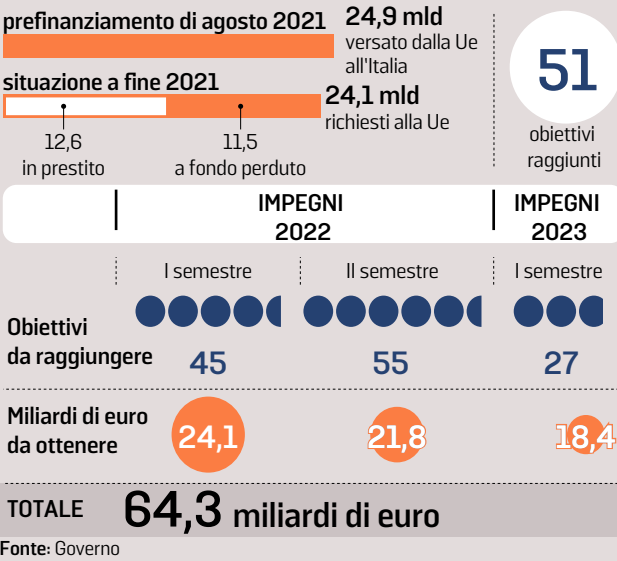 prefinanziamento di agosto 2021
24,9 mld
versato dalla Ue
all'Italia
situazione a fine 2021
24,1 mld
richiesti alla Ue
12,6
in prestito
11,5
a fondo perduto
51
obiettivi
raggiunti
IMPEGNI
2022
IMPEGNI
2023
I semestre
II semestre
I semestre
Obiettivi
da raggiungere
45
55
27
Miliardi di euro
da ottenere
24,1
21,8
18,4
TOTALE 64,3 miliardi di euro
Fonte: Governo